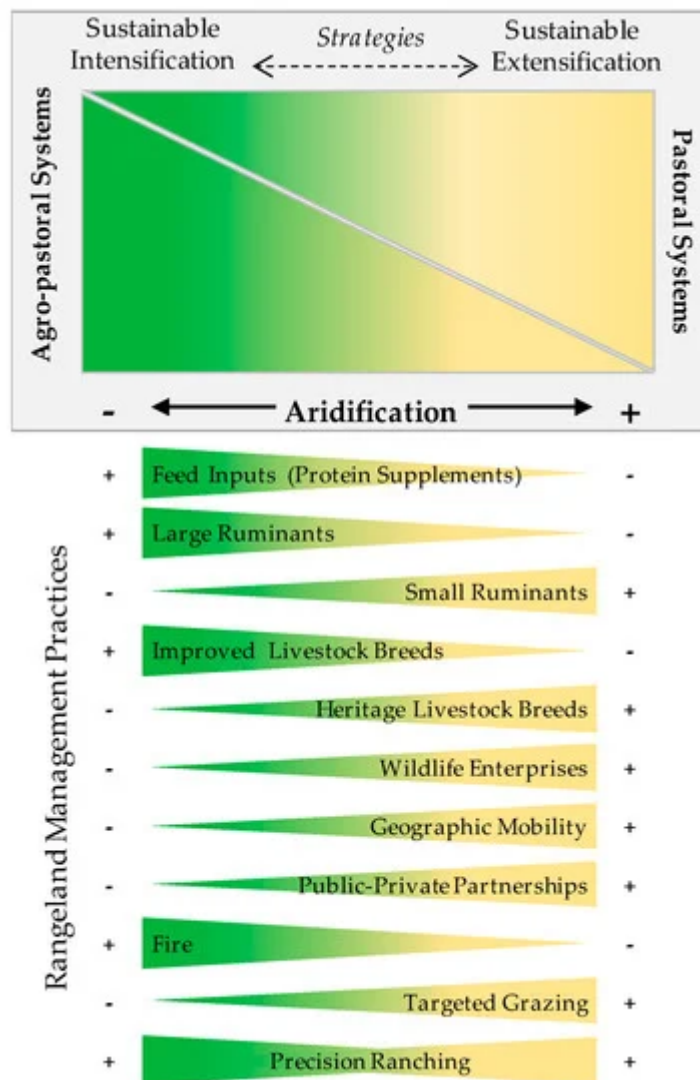 Sustainable Intensification
Strategies
Sustainable Extensification
Agro-pastoral Systems
Pastoral Systems
- Aridification +
Rangeland Management Practices
+ Feed Inputs (Protein Supplements) -
+ Large Ruminants -
- Small Ruminants +
+ Improved Livestock Breeds -
- Heritage Livestock Breeds +
- Wildlife Enterprises +
- Geographic Mobility +
- Public-Private Partnerships +
+ Fire -
- Targeted Grazing +
+ Precision Ranching +